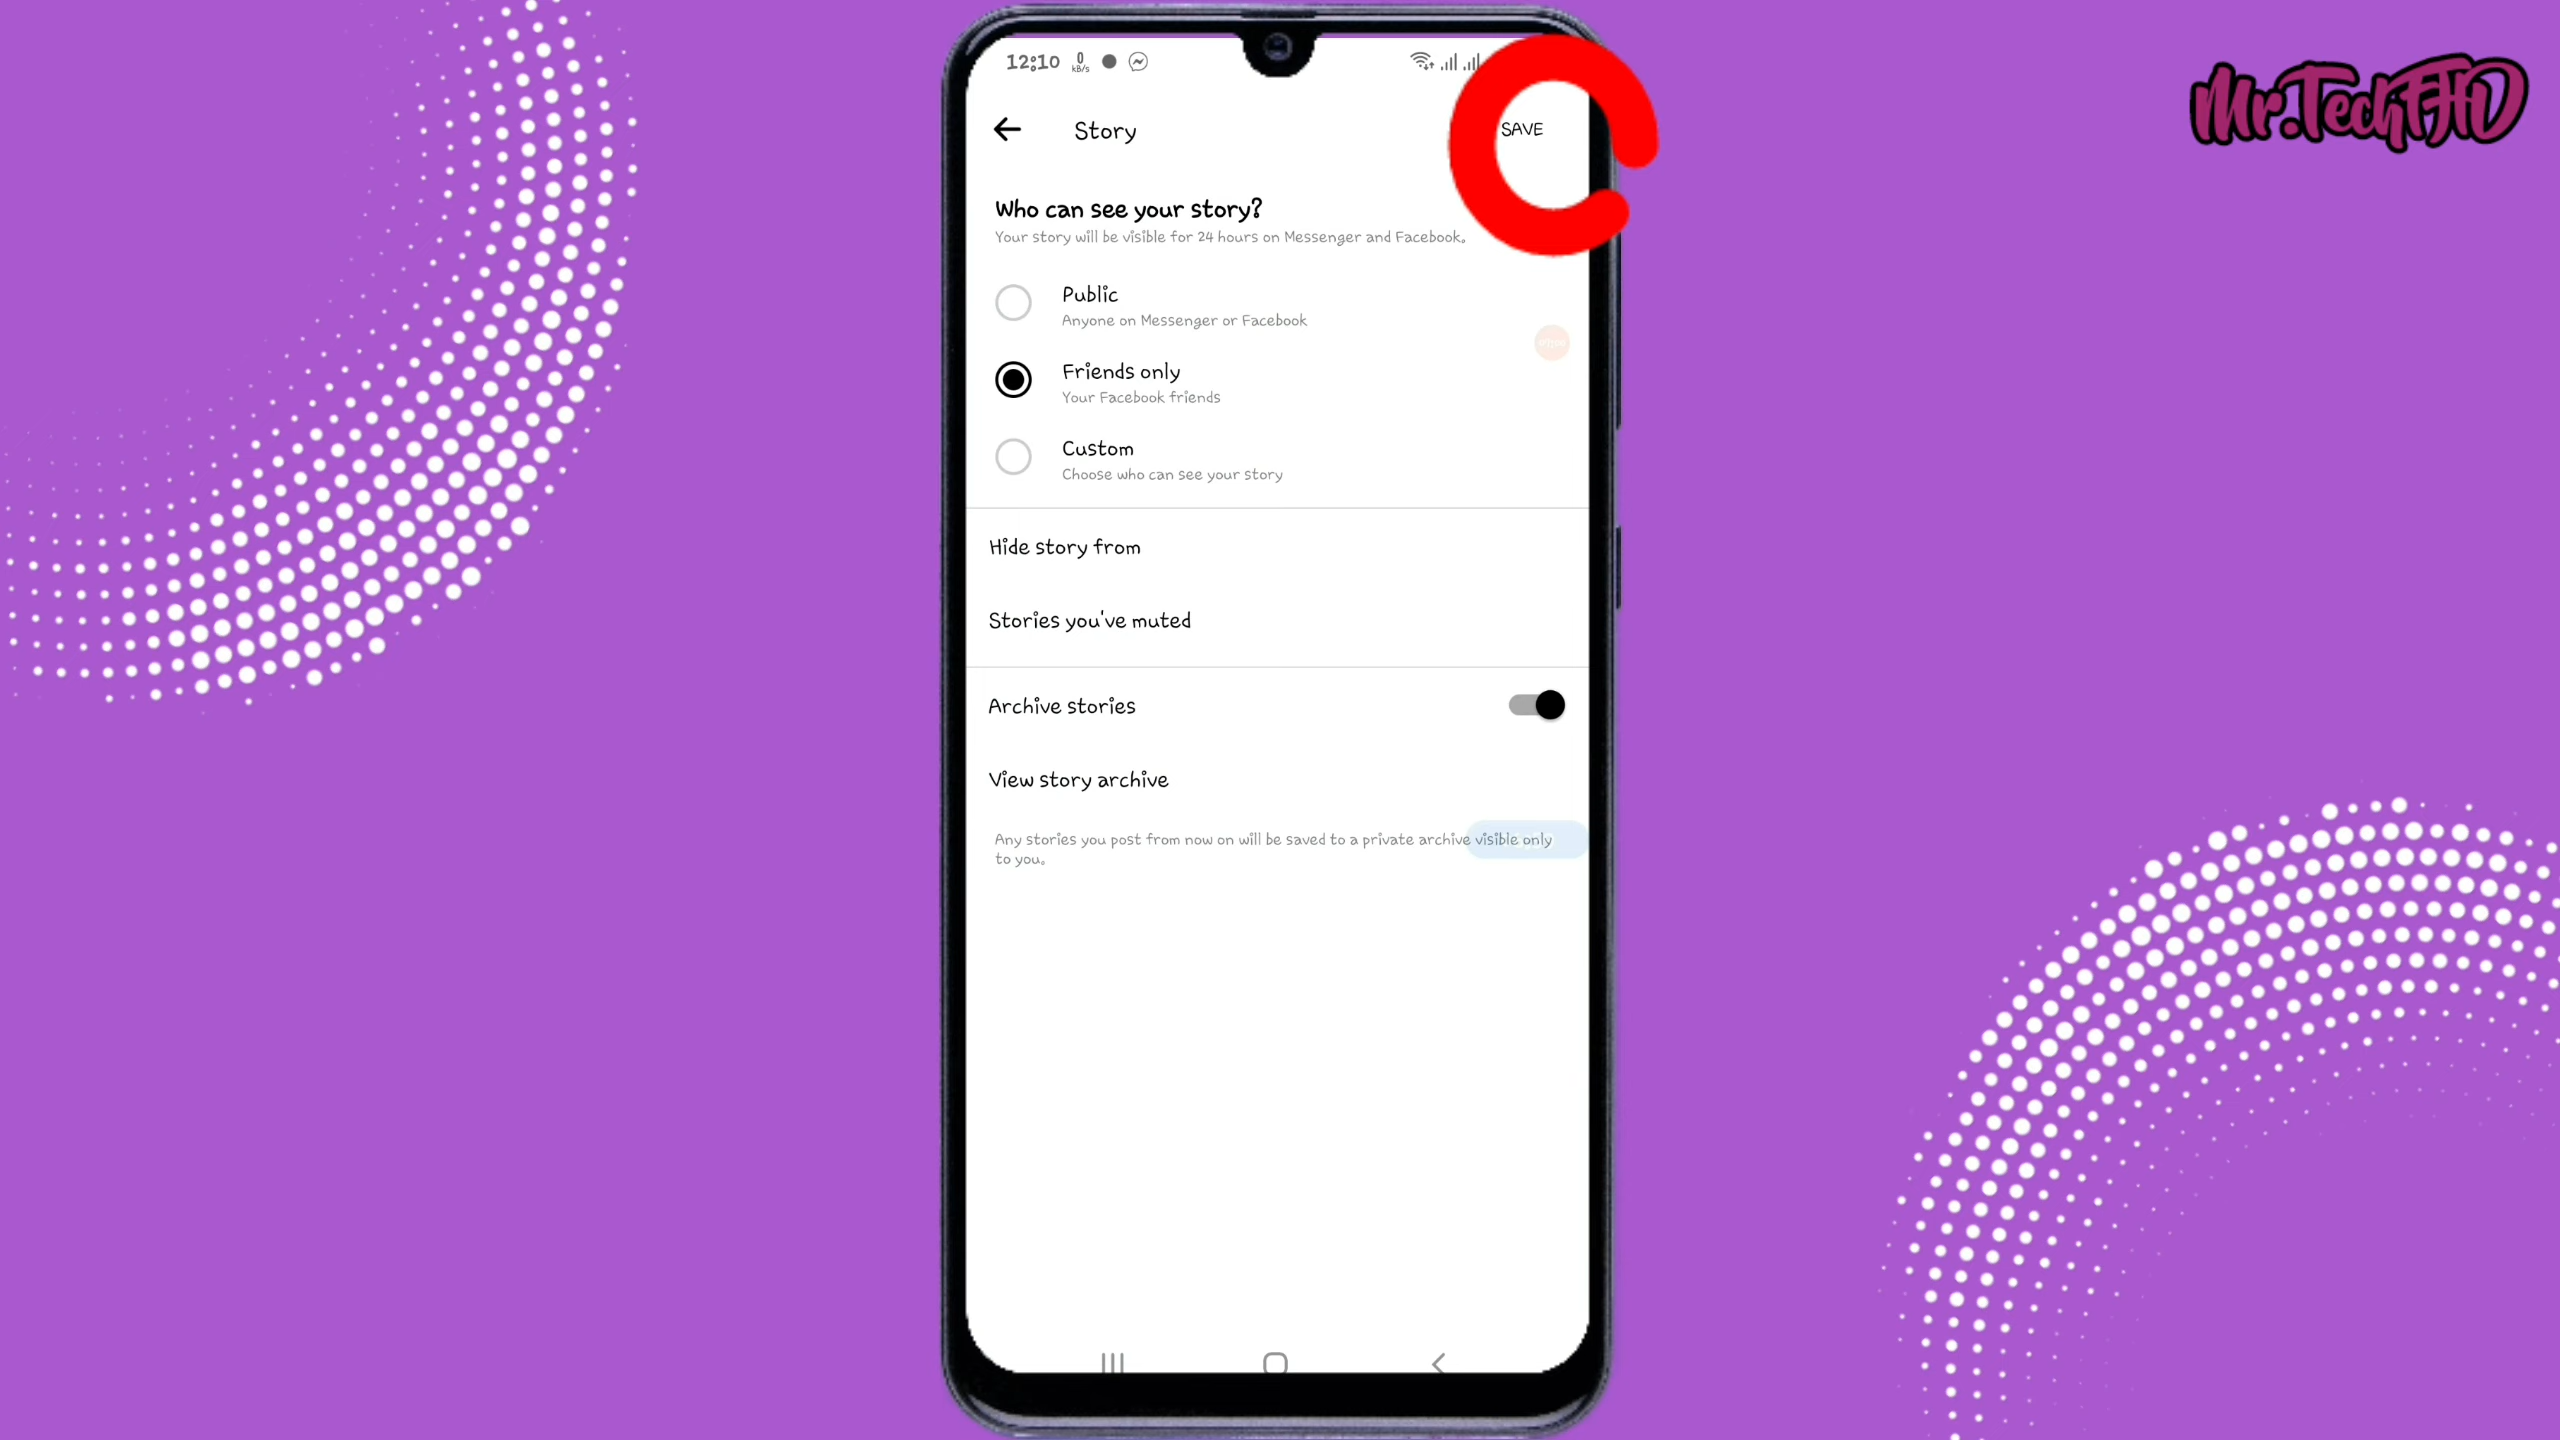 Mr.TechFHD
12:10
0
kB/s
Story
SAVE
Who can see your story?
Your story will be visible for 24 hours on Messenger and Facebook.
Public
Anyone on Messenger or Facebook
Friends only
Your Facebook friends
Custom
Choose who can see your story
Hide story from
Stories you've muted
Archive stories
View story archive
Any stories you post from now on will be saved to a private archive visible only
to you.